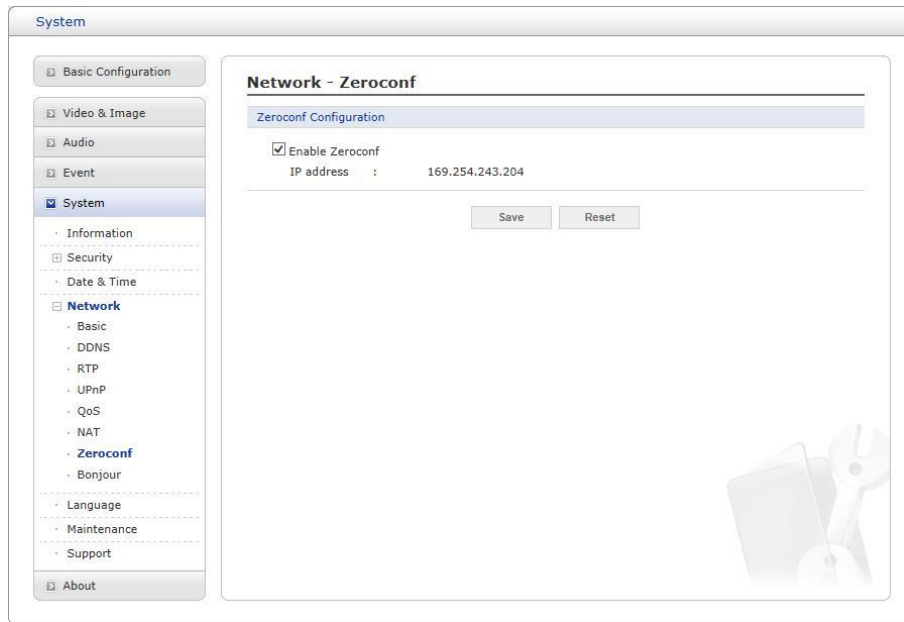 System
Basic Configuration
Video & Image
Audio
Event
System
Information
Security
Date & Time
Network
Basic
DDNS
RTP
UPnP
QoS
NAT
Zeroconf
Bonjour
Language
Maintenance
Support
About
Network - Zeroconf
Zeroconf Configuration
Enable Zeroconf
IP address : 169.254.243.204
Save Reset